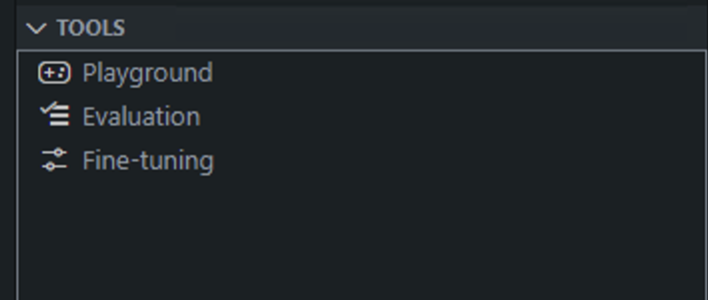 TOOLS
Playground
Evaluation
Fine-tuning